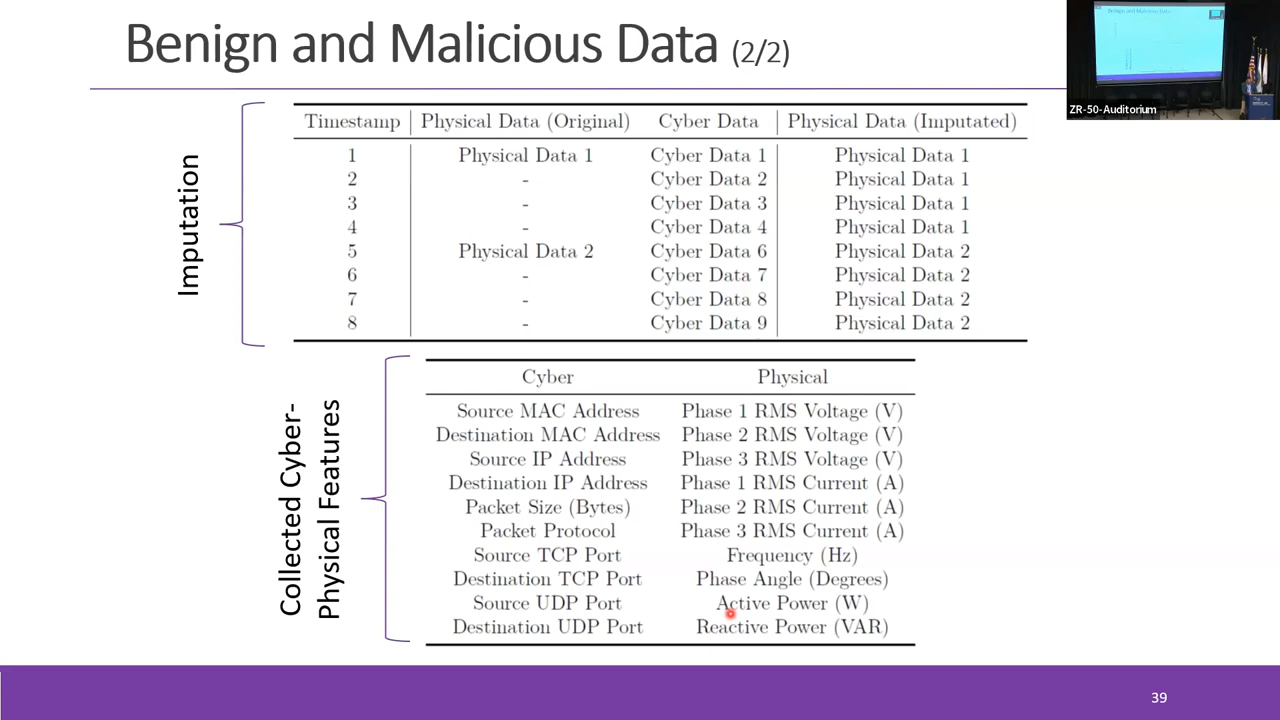 Benign and Malicious Data (2/2)
ZR-50-Auditorium
Imputation
Timestamp Physical Data (Original) Cyber Data Physical Data (Imputated)
1 Physical Data 1 Cyber Data 1 Physical Data 1
2 - Cyber Data 2 Physical Data 1
3 - Cyber Data 3 Physical Data 1
4 - Cyber Data 4 Physical Data 1
5 Physical Data 2 Cyber Data 6 Physical Data 2
6 - Cyber Data 7 Physical Data 2
7 - Cyber Data 8 Physical Data 2
8 - Cyber Data 9 Physical Data 2
Collected Cyber-
Physical Features
Cyber Physical
Source MAC Address Phase 1 RMS Voltage (V)
Destination MAC Address Phase 2 RMS Voltage (V)
Source IP Address Phase 3 RMS Voltage (V)
Destination IP Address Phase 1 RMS Current (A)
Packet Size (Bytes) Phase 2 RMS Current (A)
Packet Protocol Phase 3 RMS Current (A)
Source TCP Port Frequency (Hz)
Destination TCP Port Phase Angle (Degrees)
Source UDP Port Active Power (W)
Destination UDP Port Reactive Power (VAR)
39